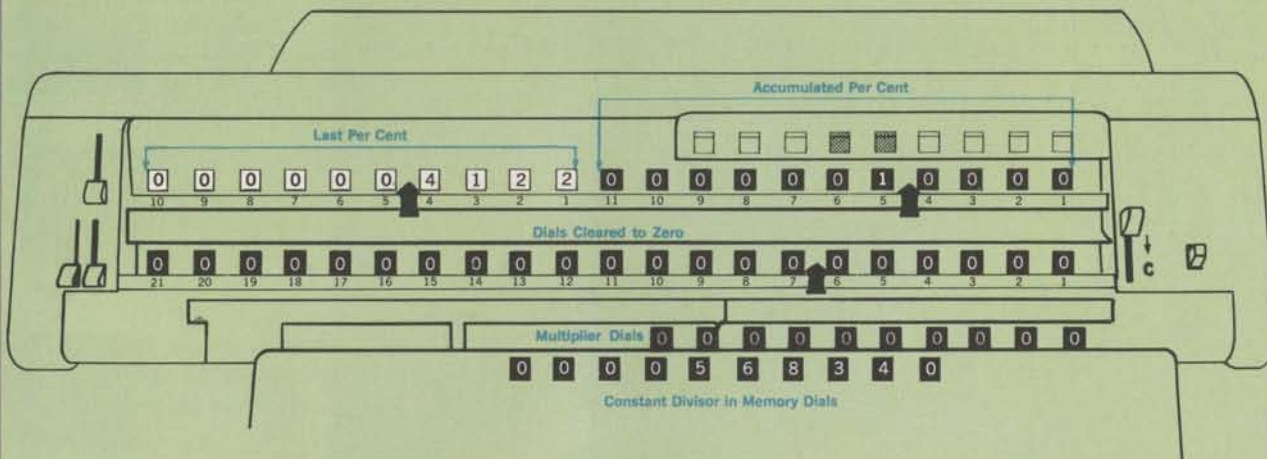 Accumulated Per Cent
Last Per Cent
0 0 0 0 0 0 4 1 2 2 0 0 0 0 0 0 1 0 0 0 0
10 9 8 7 6 5 4 3 2 1 11 10 9 8 7 6 5 4 3 2 1
Dials Cleared to Zero
0 0 0 0 0 0 0 0 0 0 0 0 0 0 0 0 0 0 0 0 0
21 20 19 18 17 16 15 14 13 12 11 10 9 8 7 6 5 4 3 2 1
C
Multiplier Dials 0 0 0 0 0 0 0 0 0 0
0 0 0 0 5 6 8 3 4 0
Constant Divisor in Memory Dials